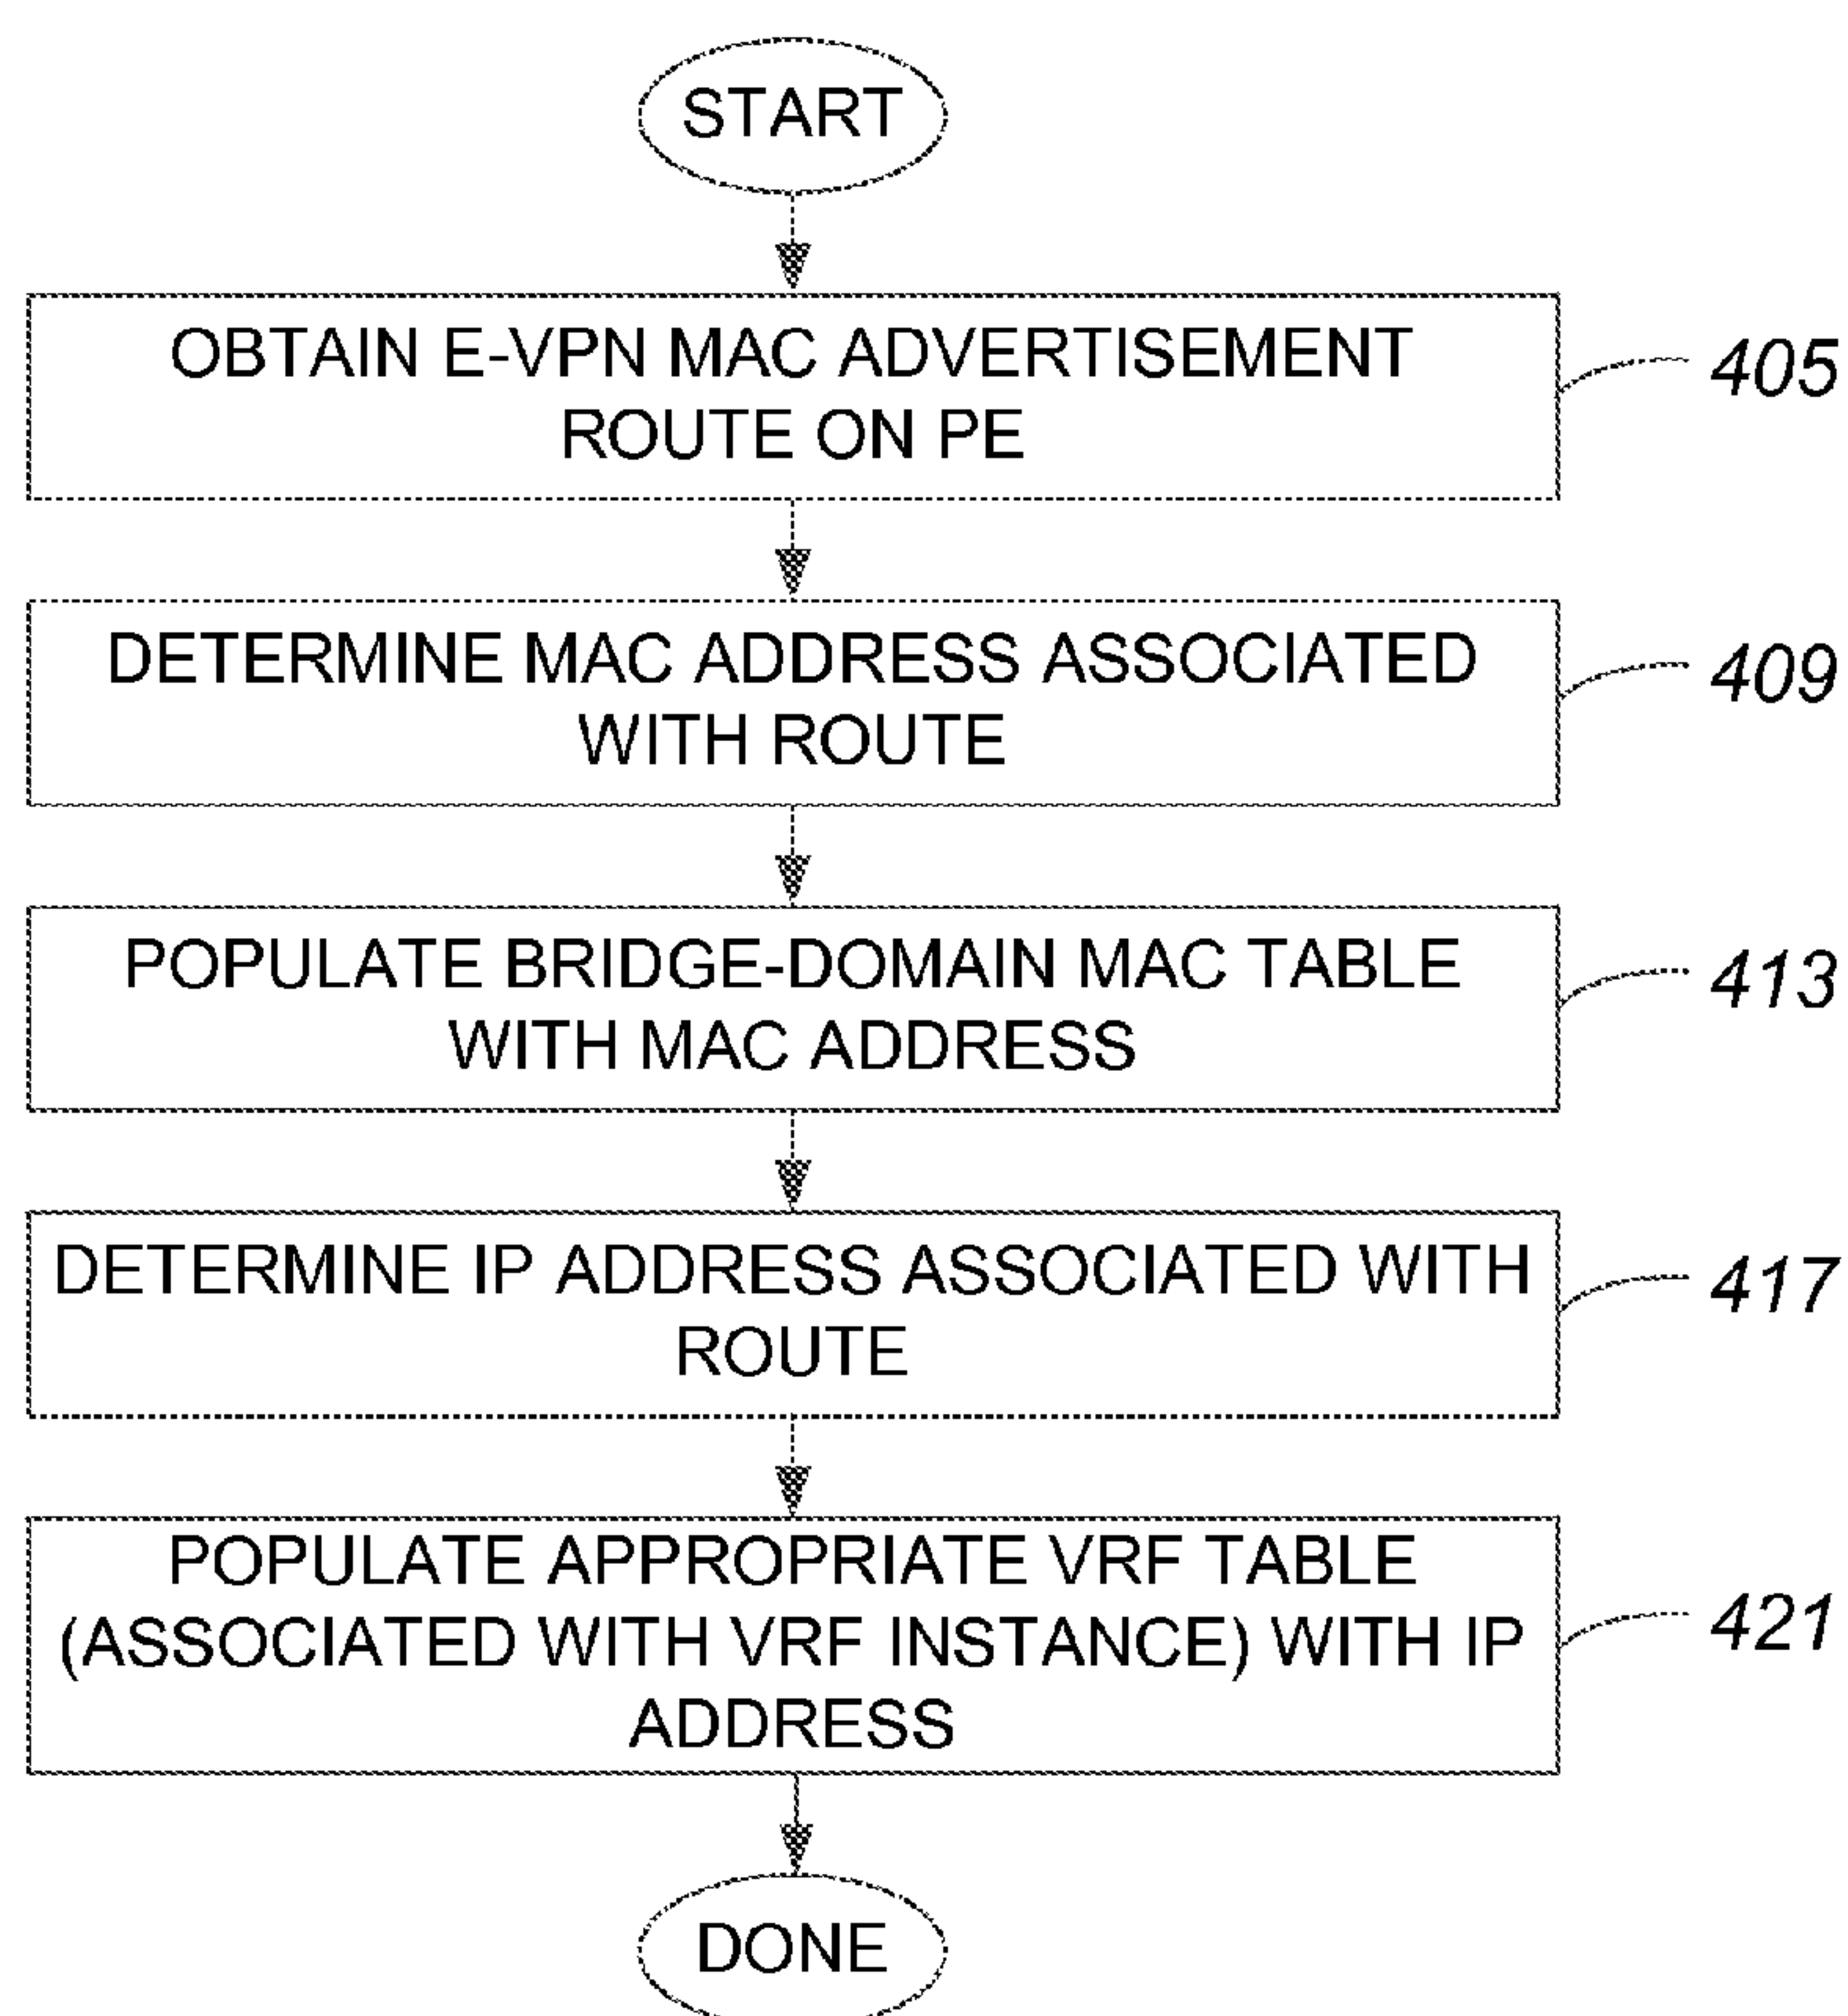 START
OBTAIN E-VPN MAC ADVERTISEMENT
ROUTE ON PE
405
DETERMINE MAC ADDRESS ASSOCIATED
WITH ROUTE
409
POPULATE BRIDGE-DOMAIN MAC TABLE
WITH MAC ADDRESS
413
DETERMINE IP ADDRESS ASSOCIATED WITH
ROUTE
417
POPULATE APPROPRIATE VRF TABLE
(ASSOCIATED WITH VRF INSTANCE) WITH IP
ADDRESS
421
DONE